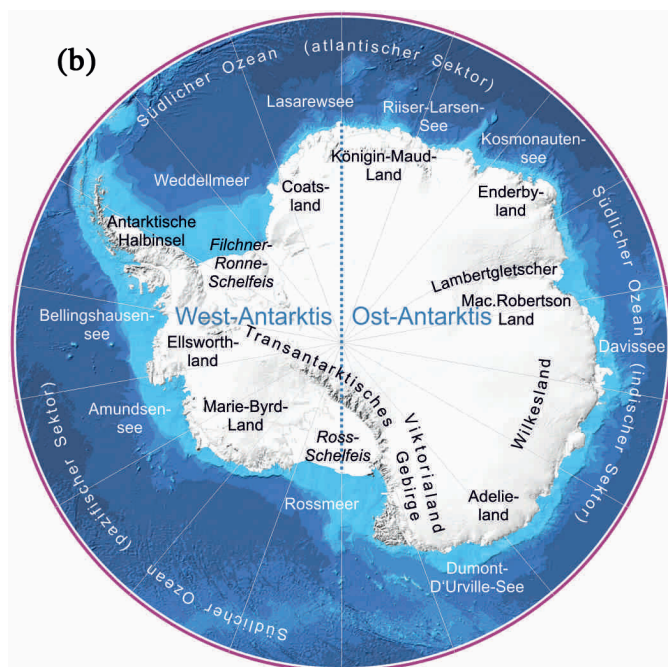 (b)
Südlicher Ozean (atlantischer Sektor)
Lasarewsee
Riiser-Larsen-
See
Kosmonauten-
see
Königin-Maud-
Land
Weddellmeer
Coats-
land
Enderby-
land
Südlicher Ozean (indischer Sektor)
Antarktische
Halbinsel
Filchner-
Ronne-
Schelfeis
Lambertgletscher
Mac.Robertson
Land
Bellingshausen-
see
West-Antarktis
Ost-Antarktis
Davissee
Ellsworth-
land
Transantarktisches
Gebirge
Amundsen-
see
Marie-Byrd-
Land
Ross-
Schelfeis
Viktorialand
Wilkesland
Rossmeer
Adelie-
land
Dumont-
D'Urville-See
Südlicher Ozean (pazifischer Sektor)